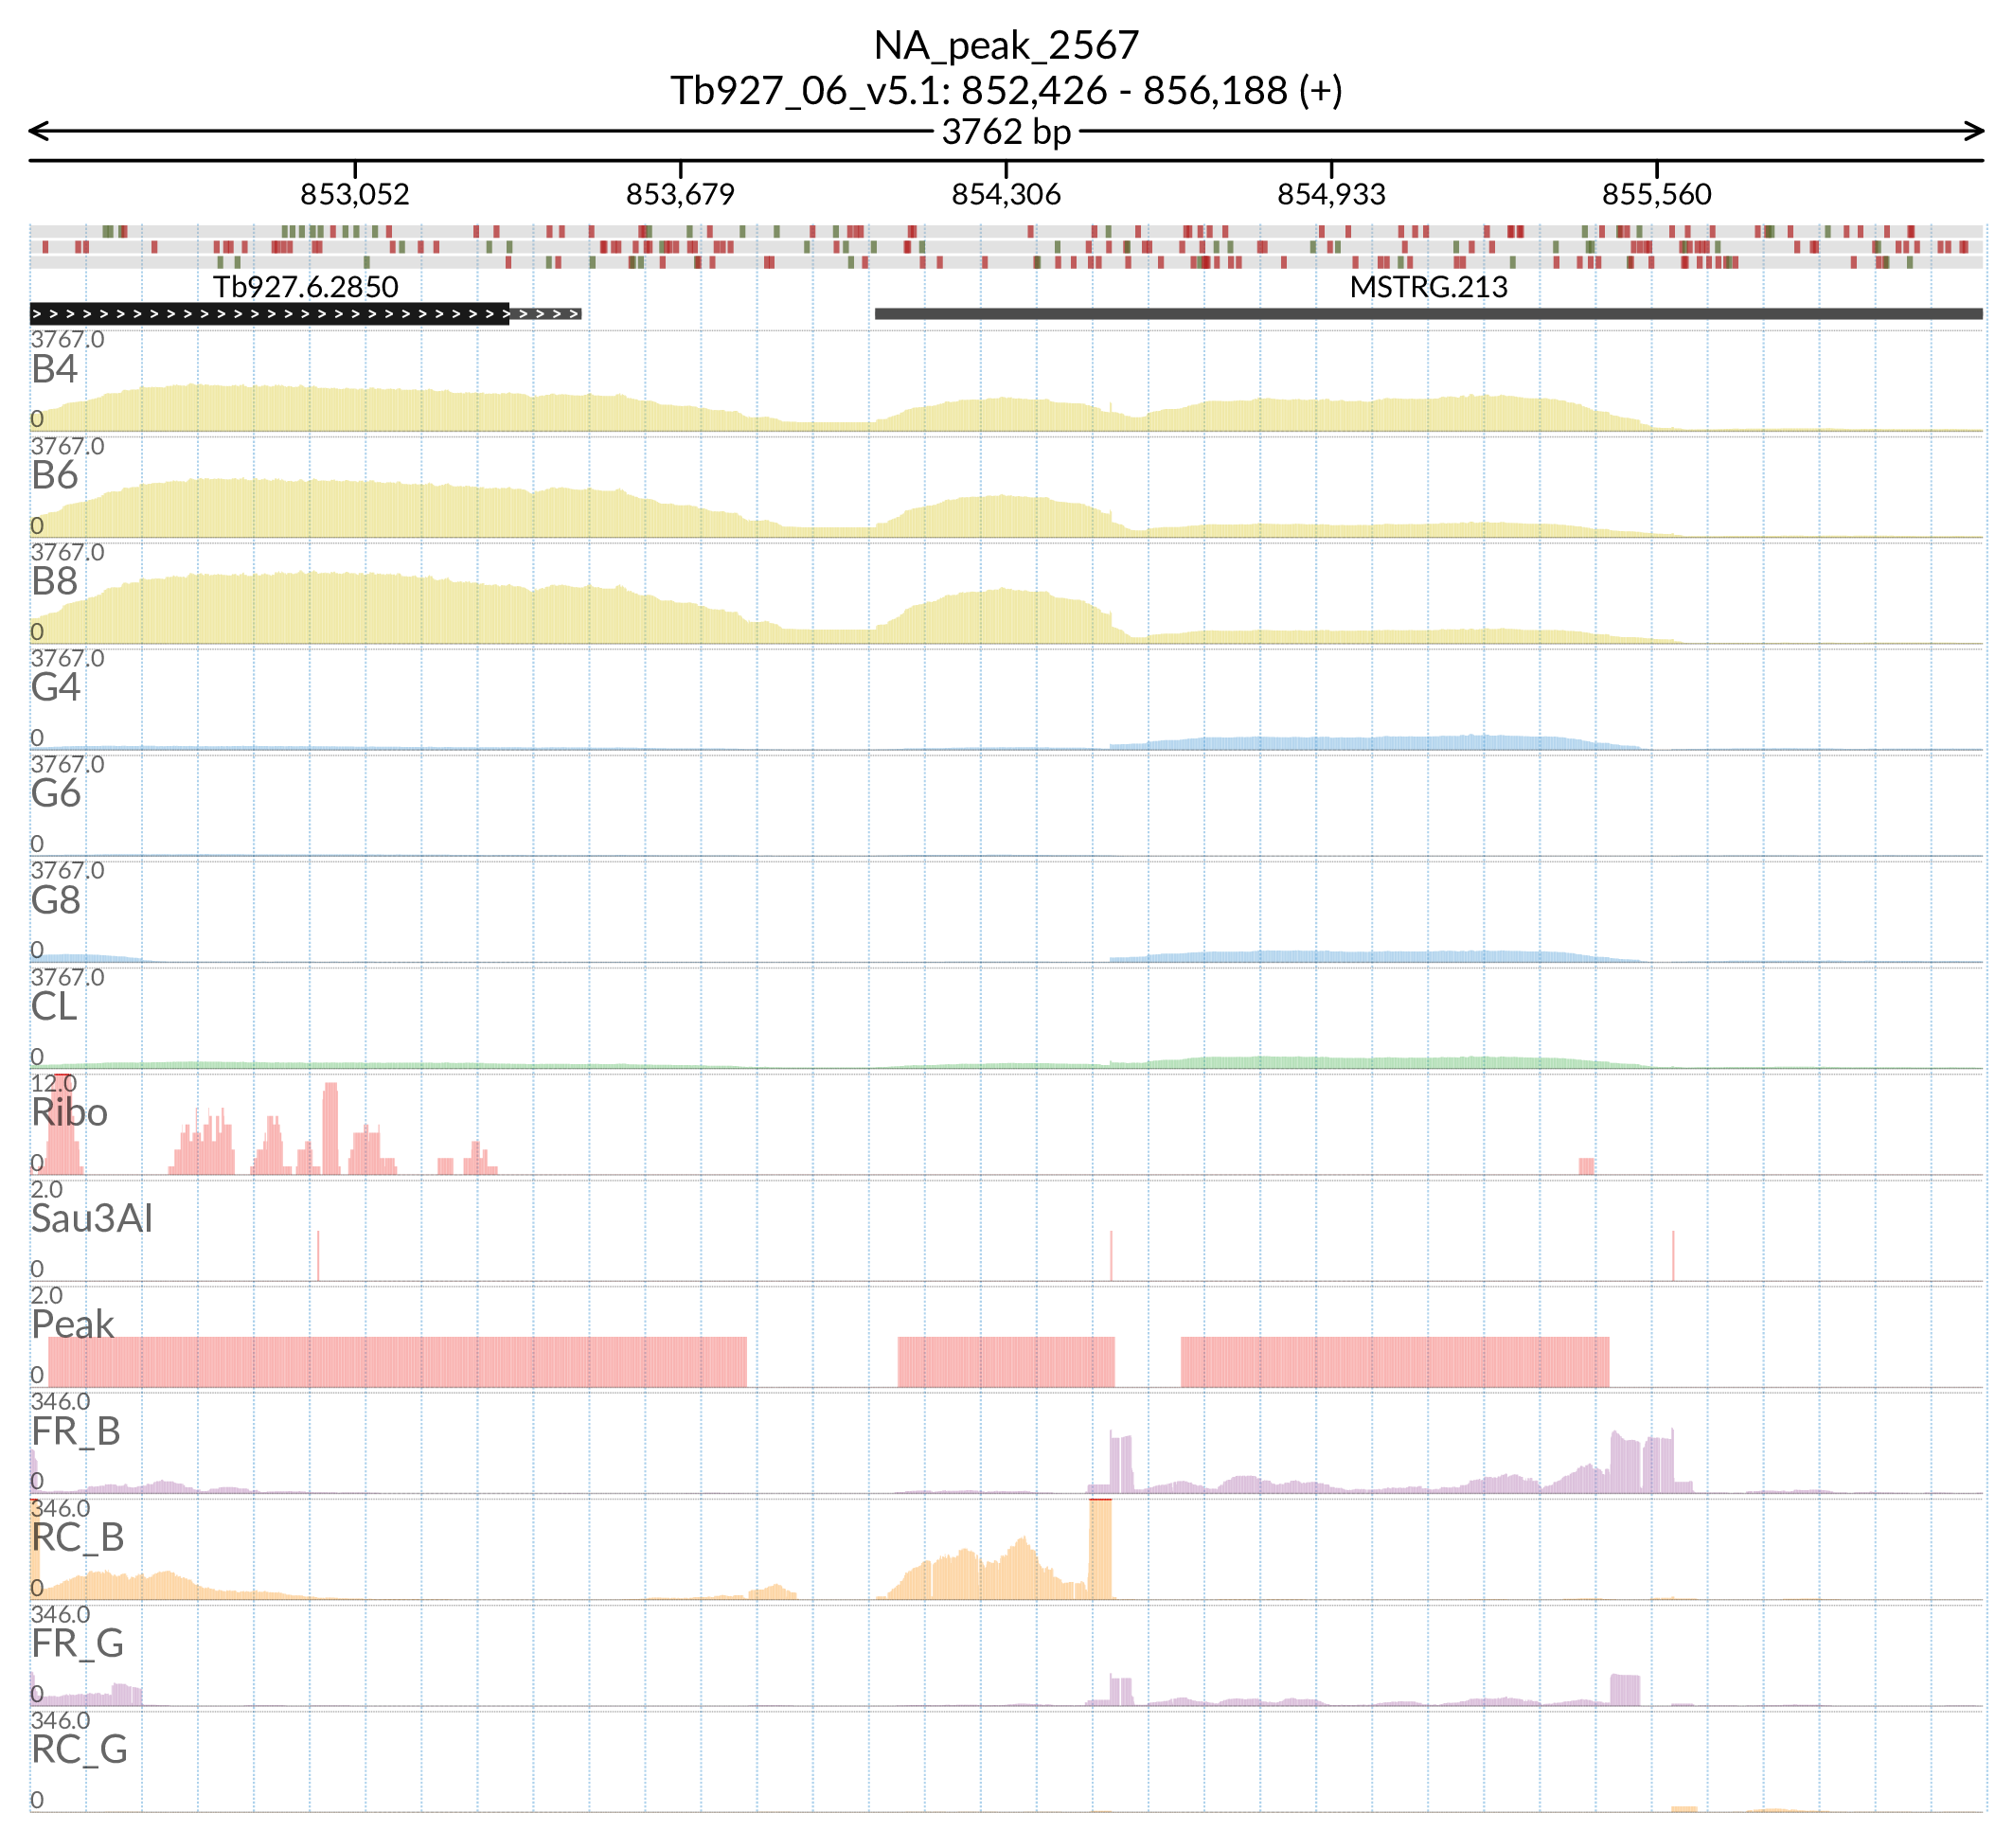 NA_peak_2567
Tb927_06_v5.1: 852,426 - 856,188 (+)
3762 bp
853,052 853,679 854,306 854,933 855,560
Tb927.6.2850 MSTRG.213
3767.0
B4
0
3767.0
B6
0
3767.0
B8
0
3767.0
G4
0
3767.0
G6
0
3767.0
G8
0
3767.0
CL
0
12.0
Ribo
0
2.0
Sau3AI
0
2.0
Peak
0
346.0
FR_B
0
346.0
RC_B
0
346.0
FR_G
0
346.0
RC_G
0